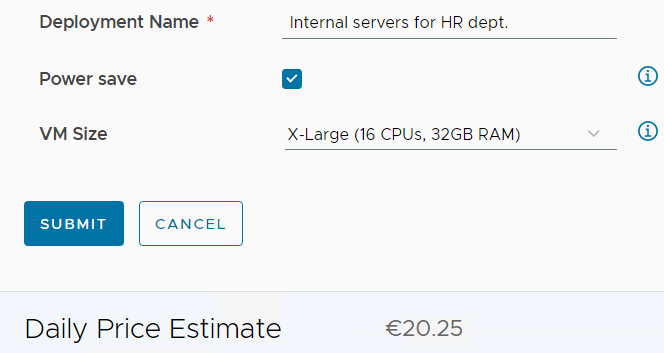 Deployment Name *
Internal servers for HR dept.
Power save
VM Size
X-Large (16 CPUs, 32GB RAM)
SUBMIT
CANCEL
Daily Price Estimate
€20.25